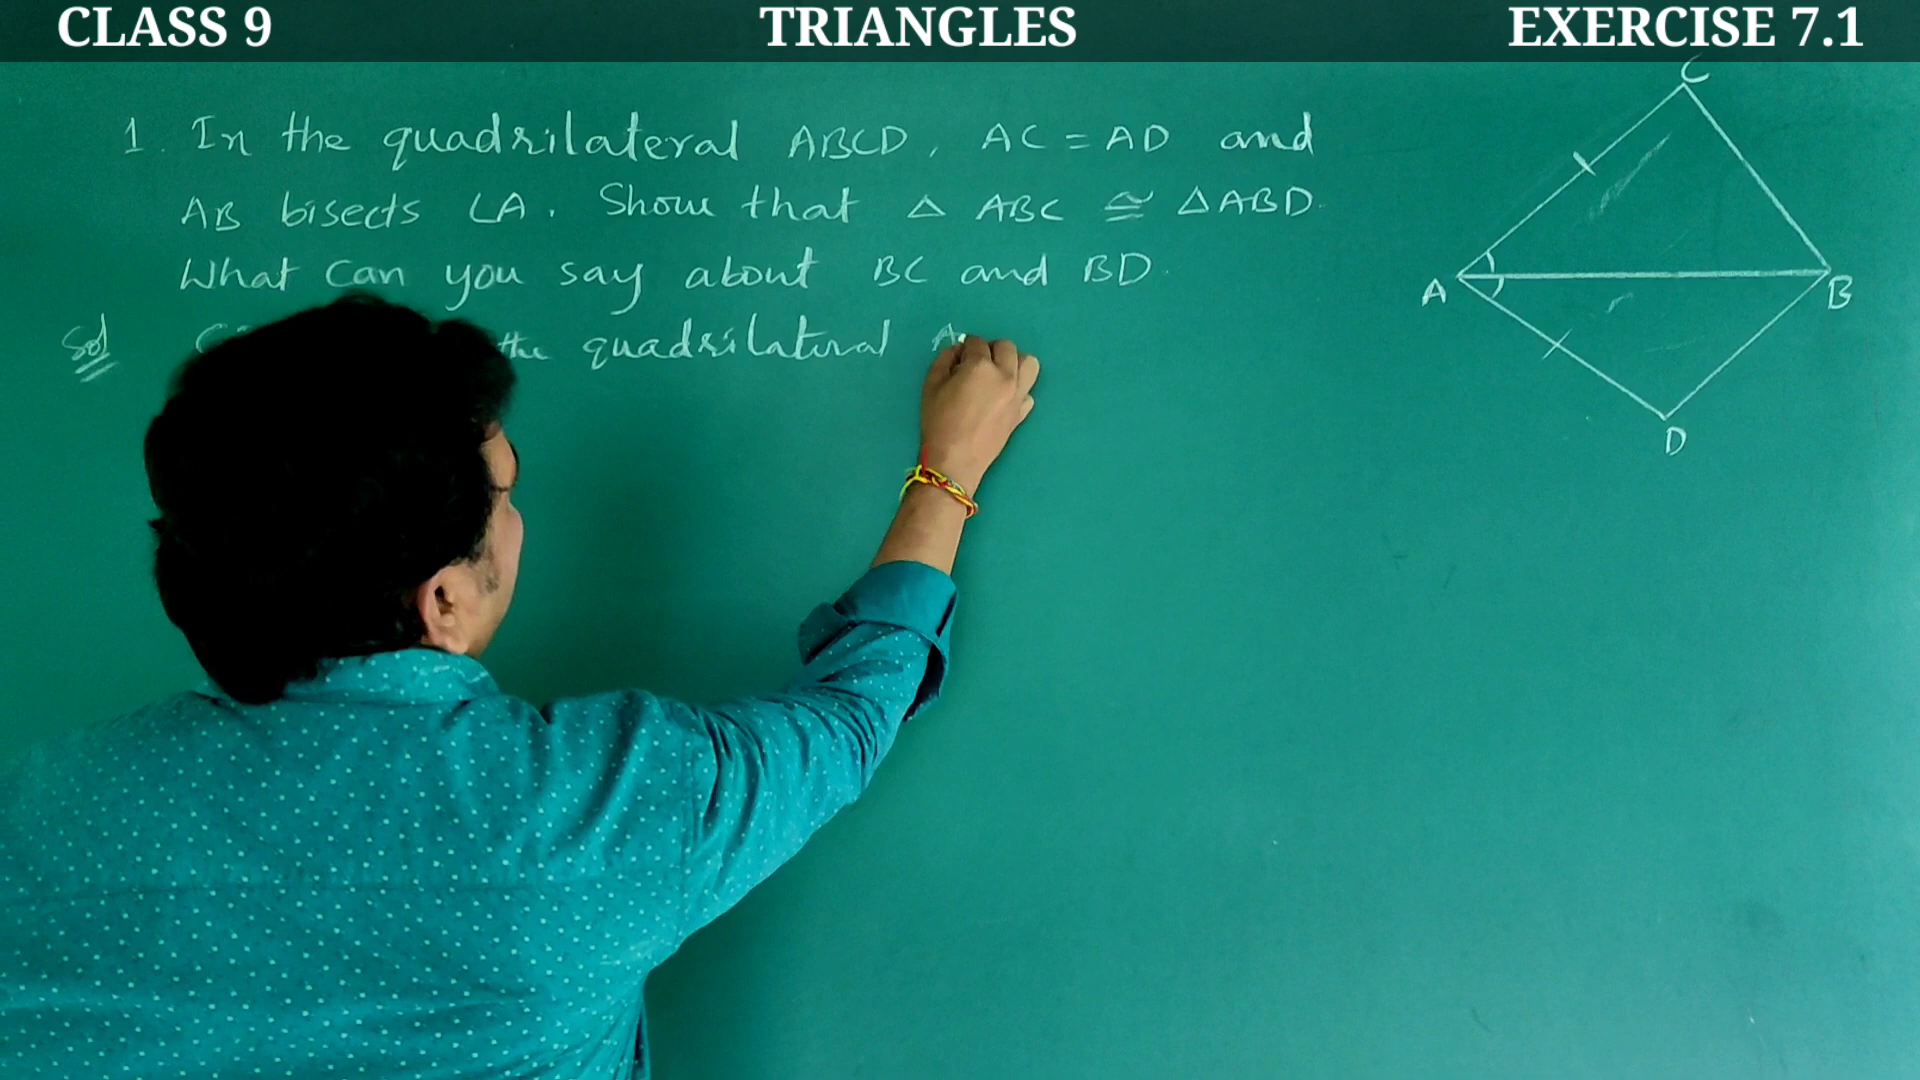 CLASS 9 TRIANGLES EXERCISE 7.1
1. In the quadrilateral ABCD, AC = AD and
AB bisects ∠A. Show that △ ABC ≅ △ABD.
What can you say about BC and BD.
Sol the quadrilateral A
C
A
B
D